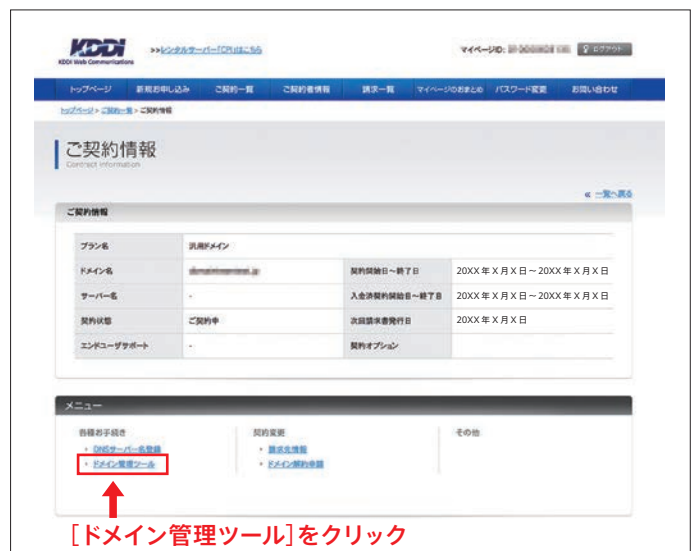 KDDI
KDDI Web Communications
>>レンタルサーバー「CPI」はこちら
マイページID:
ログアウト
トップページ 新規お申し込み ご契約一覧 ご契約者情報 請求一覧 マイページのおまとめ パスワード変更 お問い合わせ
トップページ > ご契約一覧 > ご契約情報
ご契約情報
Contract Information
« 一覧へ戻る
ご契約情報
プラン名 汎用ドメイン
ドメイン名 契約開始日～終了日 20XX年X月X日～20XX年X月X日
サーバー名 - 入金済契約開始日～終了日 20XX年X月X日～20XX年X月X日
契約状態 ご契約中 次回請求書発行日 20XX年X月X日
エンドユーザサポート - 契約オプション
メニュー
各種お手続き 契約変更 その他
・DNSサーバー名登録 ・請求先情報
・ドメイン管理ツール ・ドメイン解約申請
[ドメイン管理ツール]をクリック